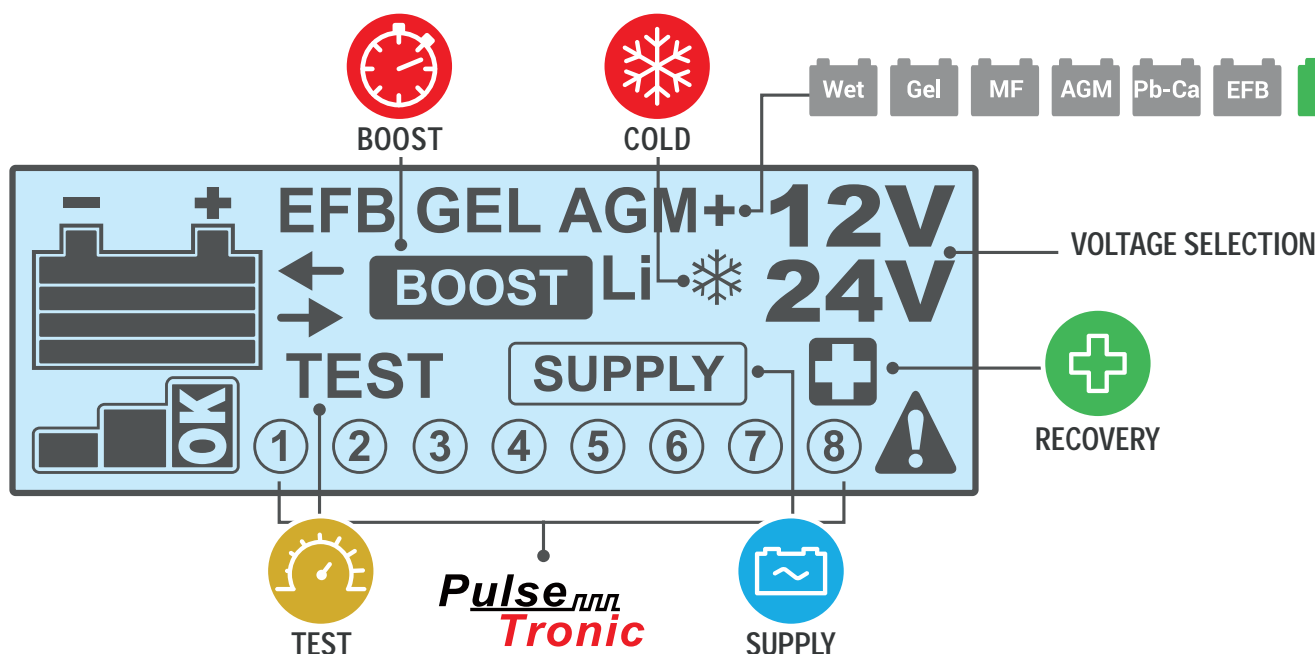 BOOST
COLD
Wet Gel MF AGM Pb-Ca EFB
- + EFB GEL AGM+ 12V
BOOST Li 24V
VOLTAGE SELECTION
TEST SUPPLY
OK 1 2 3 4 5 6 7 8 !
RECOVERY
TEST
Pulse
Tronic
SUPPLY